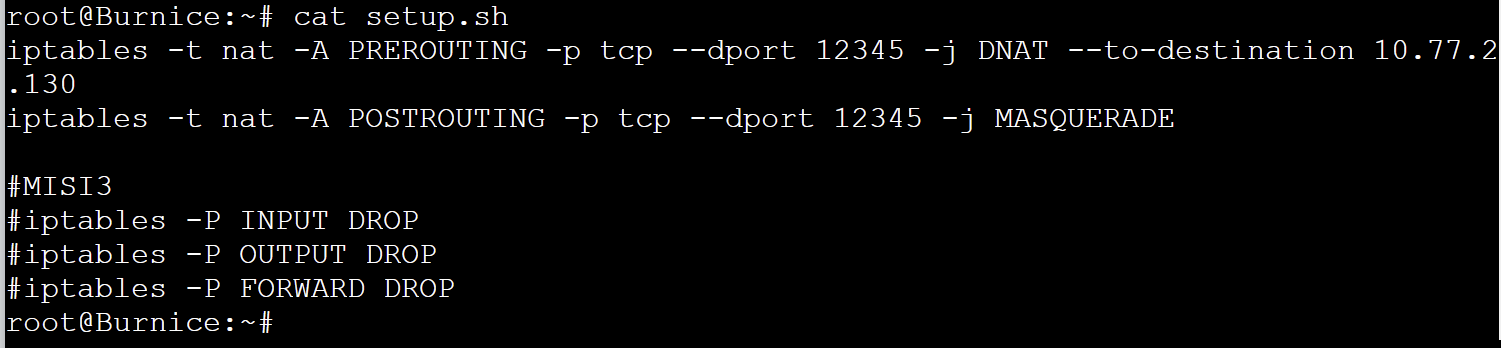 root@Burnice:~# cat setup.sh
iptables -t nat -A PREROUTING -p tcp --dport 12345 -j DNAT --to-destination 10.77.2
.130
iptables -t nat -A POSTROUTING -p tcp --dport 12345 -j MASQUERADE

#MISI3
#iptables -P INPUT DROP
#iptables -P OUTPUT DROP
#iptables -P FORWARD DROP
root@Burnice:~#